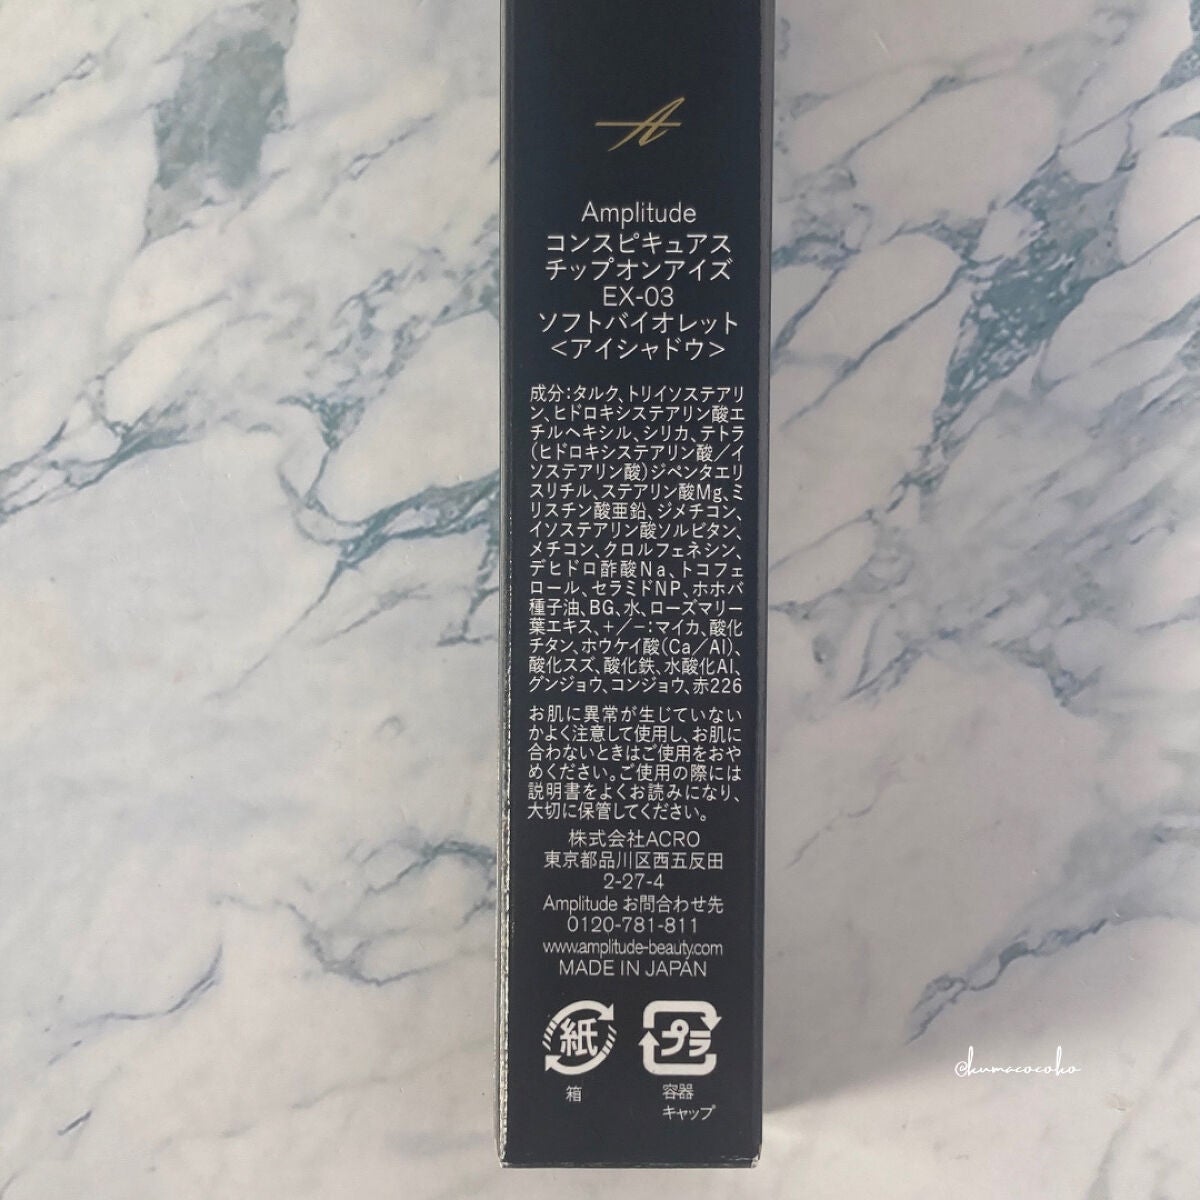 Amplitude
コンスピキュアス
チップオンアイズ
EX-03
ソフトバイオレット
<アイシャドウ>
成分:タルク、トリイソステアリ
ン、ヒドロキシステアリン酸エ
チルヘキシル、シリカ、テトラ
(ヒドロキシステアリン酸/イ
ソステアリン酸)ジペンタエリ
スリチル、ステアリン酸Mg、ミ
リスチン酸亜鉛、ジメチコン、
イソステアリン酸ソルビタン、
メチコン、クロルフェネシン、
デヒドロ酢酸Na、トコフェ
ロール、セラミドNP、ホホバ
種子油、BG、水、ローズマリー
葉エキス、+/-:マイカ、酸化
チタン、ホウケイ酸(Ca/Al)、
酸化スズ、酸化鉄、水酸化Al、
グンジョウ、コンジョウ、赤226
お肌に異常が生じていない
かよく注意して使用し、お肌に
合わないときはご使用をおや
めください。ご使用の際には
説明書をよくお読みになり、
大切に保管してください。
株式会社ACRO
東京都品川区西五反田
2-27-4
Amplitude お問合わせ先
0120-781-811
www.amplitude-beauty.com
MADE IN JAPAN
紙 プラ
箱 容器
キャップ
@kumacocoko